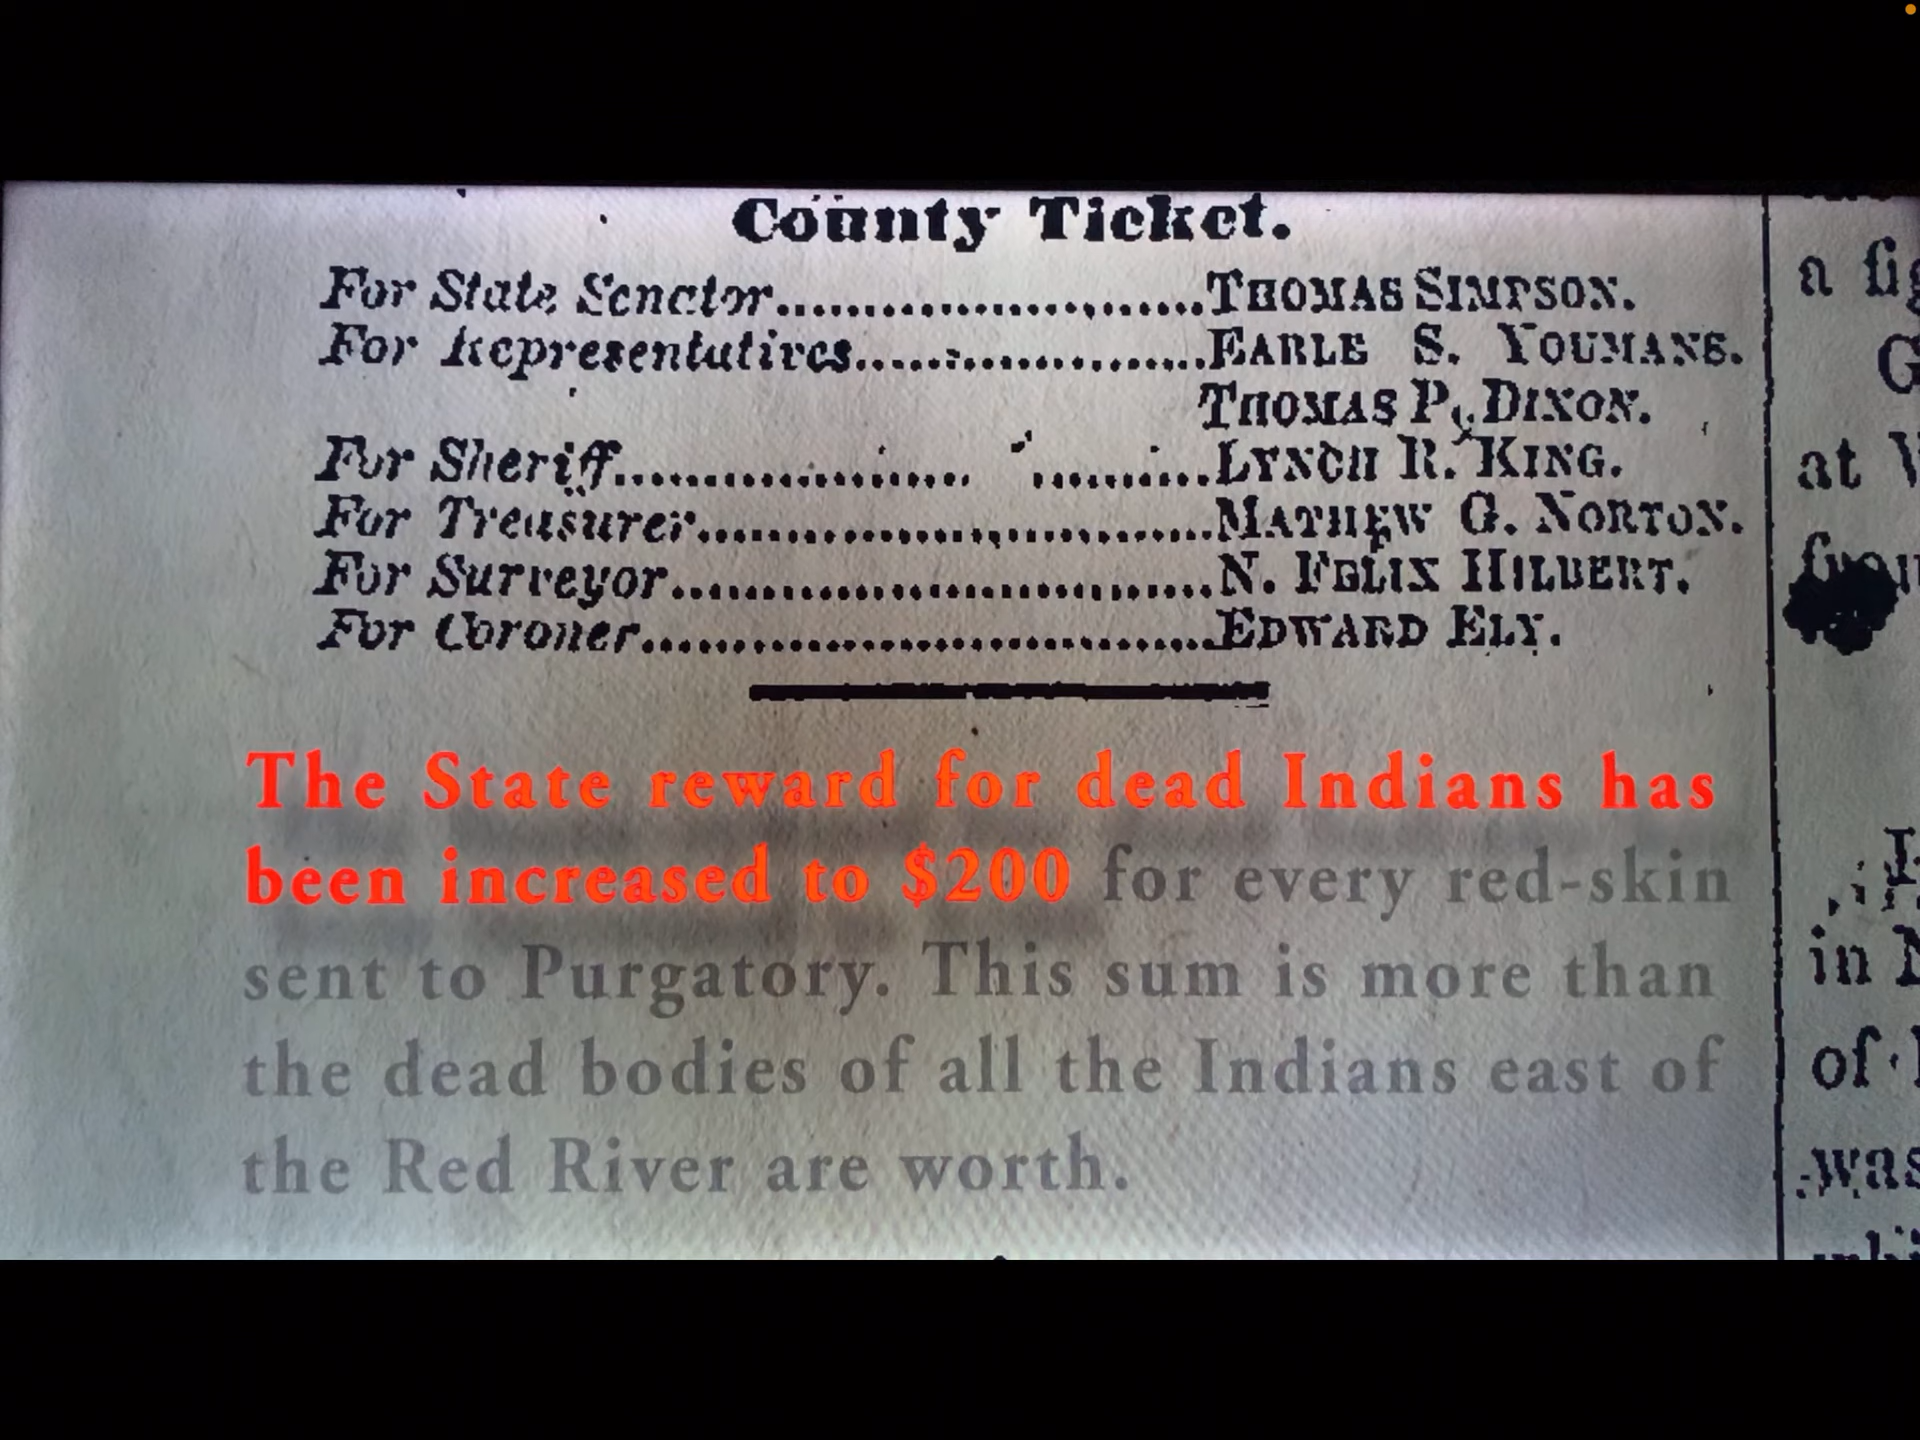 County Ticket.
For State Senator........................THOMAS SIMPSON.
For Representatives....................EARLE S. YOUMANS.
THOMAS P. DIXON.
For Sheriff..............................LYNCH R. KING.
For Treasurer.............................MATHEW G. NORTON.
For Surveyor..............................N. FELIX HILBERT.
For Coroner................................EDWARD ELY.
The State reward for dead Indians has
been increased to $200 for every red-skin
sent to Purgatory. This sum is more than
the dead bodies of all the Indians east of
the Red River are worth.
a
at
in
of
was